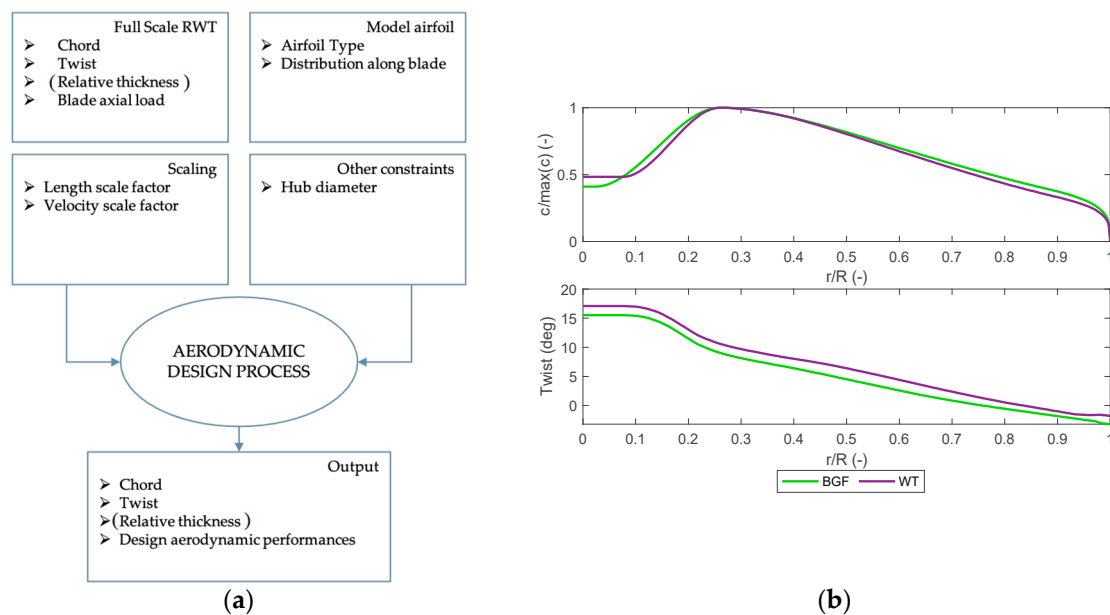 Full Scale RWT
➤ Chord
➤ Twist
➤ (Relative thickness)
➤ Blade axial load
Model airfoil
➤ Airfoil Type
➤ Distribution along blade
Scaling
➤ Length scale factor
➤ Velocity scale factor
Other constraints
➤ Hub diameter
AERODYNAMIC
DESIGN PROCESS
Output
➤ Chord
➤ Twist
➤ (Relative thickness)
➤ Design aerodynamic performances
(a)
c/max(c) (-)
1
0.5
0
0 0.1 0.2 0.3 0.4 0.5 0.6 0.7 0.8 0.9 1
r/R (-)
Twist (deg)
20
15
10
5
0
0 0.1 0.2 0.3 0.4 0.5 0.6 0.7 0.8 0.9 1
r/R (-)
BGF WT
(b)